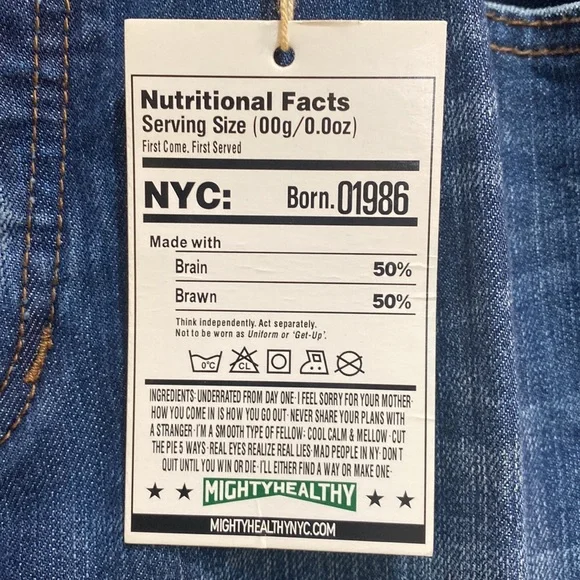 Nutritional Facts
Serving Size (00g/0.0oz)
First Come, First Served
NYC: Born.01986
Made with
Brain 50%
Brawn 50%
Think independently. Act separately.
Not to be worn as Uniform or 'Get-Up'.
0°C CL
INGREDIENTS·UNDERRATED FROM DAY ONE·I FEEL SORRY FOR YOUR MOTHER·
HOW YOU COME IN IS HOW YOU GO OUT·NEVER SHARE YOUR PLANS WITH
A STRANGER·I'M A SMOOTH TYPE OF FELLOW: COOL CALM & MELLOW·CUT
THE PIE 5 WAYS·REAL EYES REALIZE REAL LIES·MAD PEOPLE IN NY·DON'T
QUIT UNTIL YOU WIN OR DIE·I'LL EITHER FIND A WAY OR MAKE ONE·
MIGHTYHEALTHY
MIGHTYHEALTHYNYC.COM